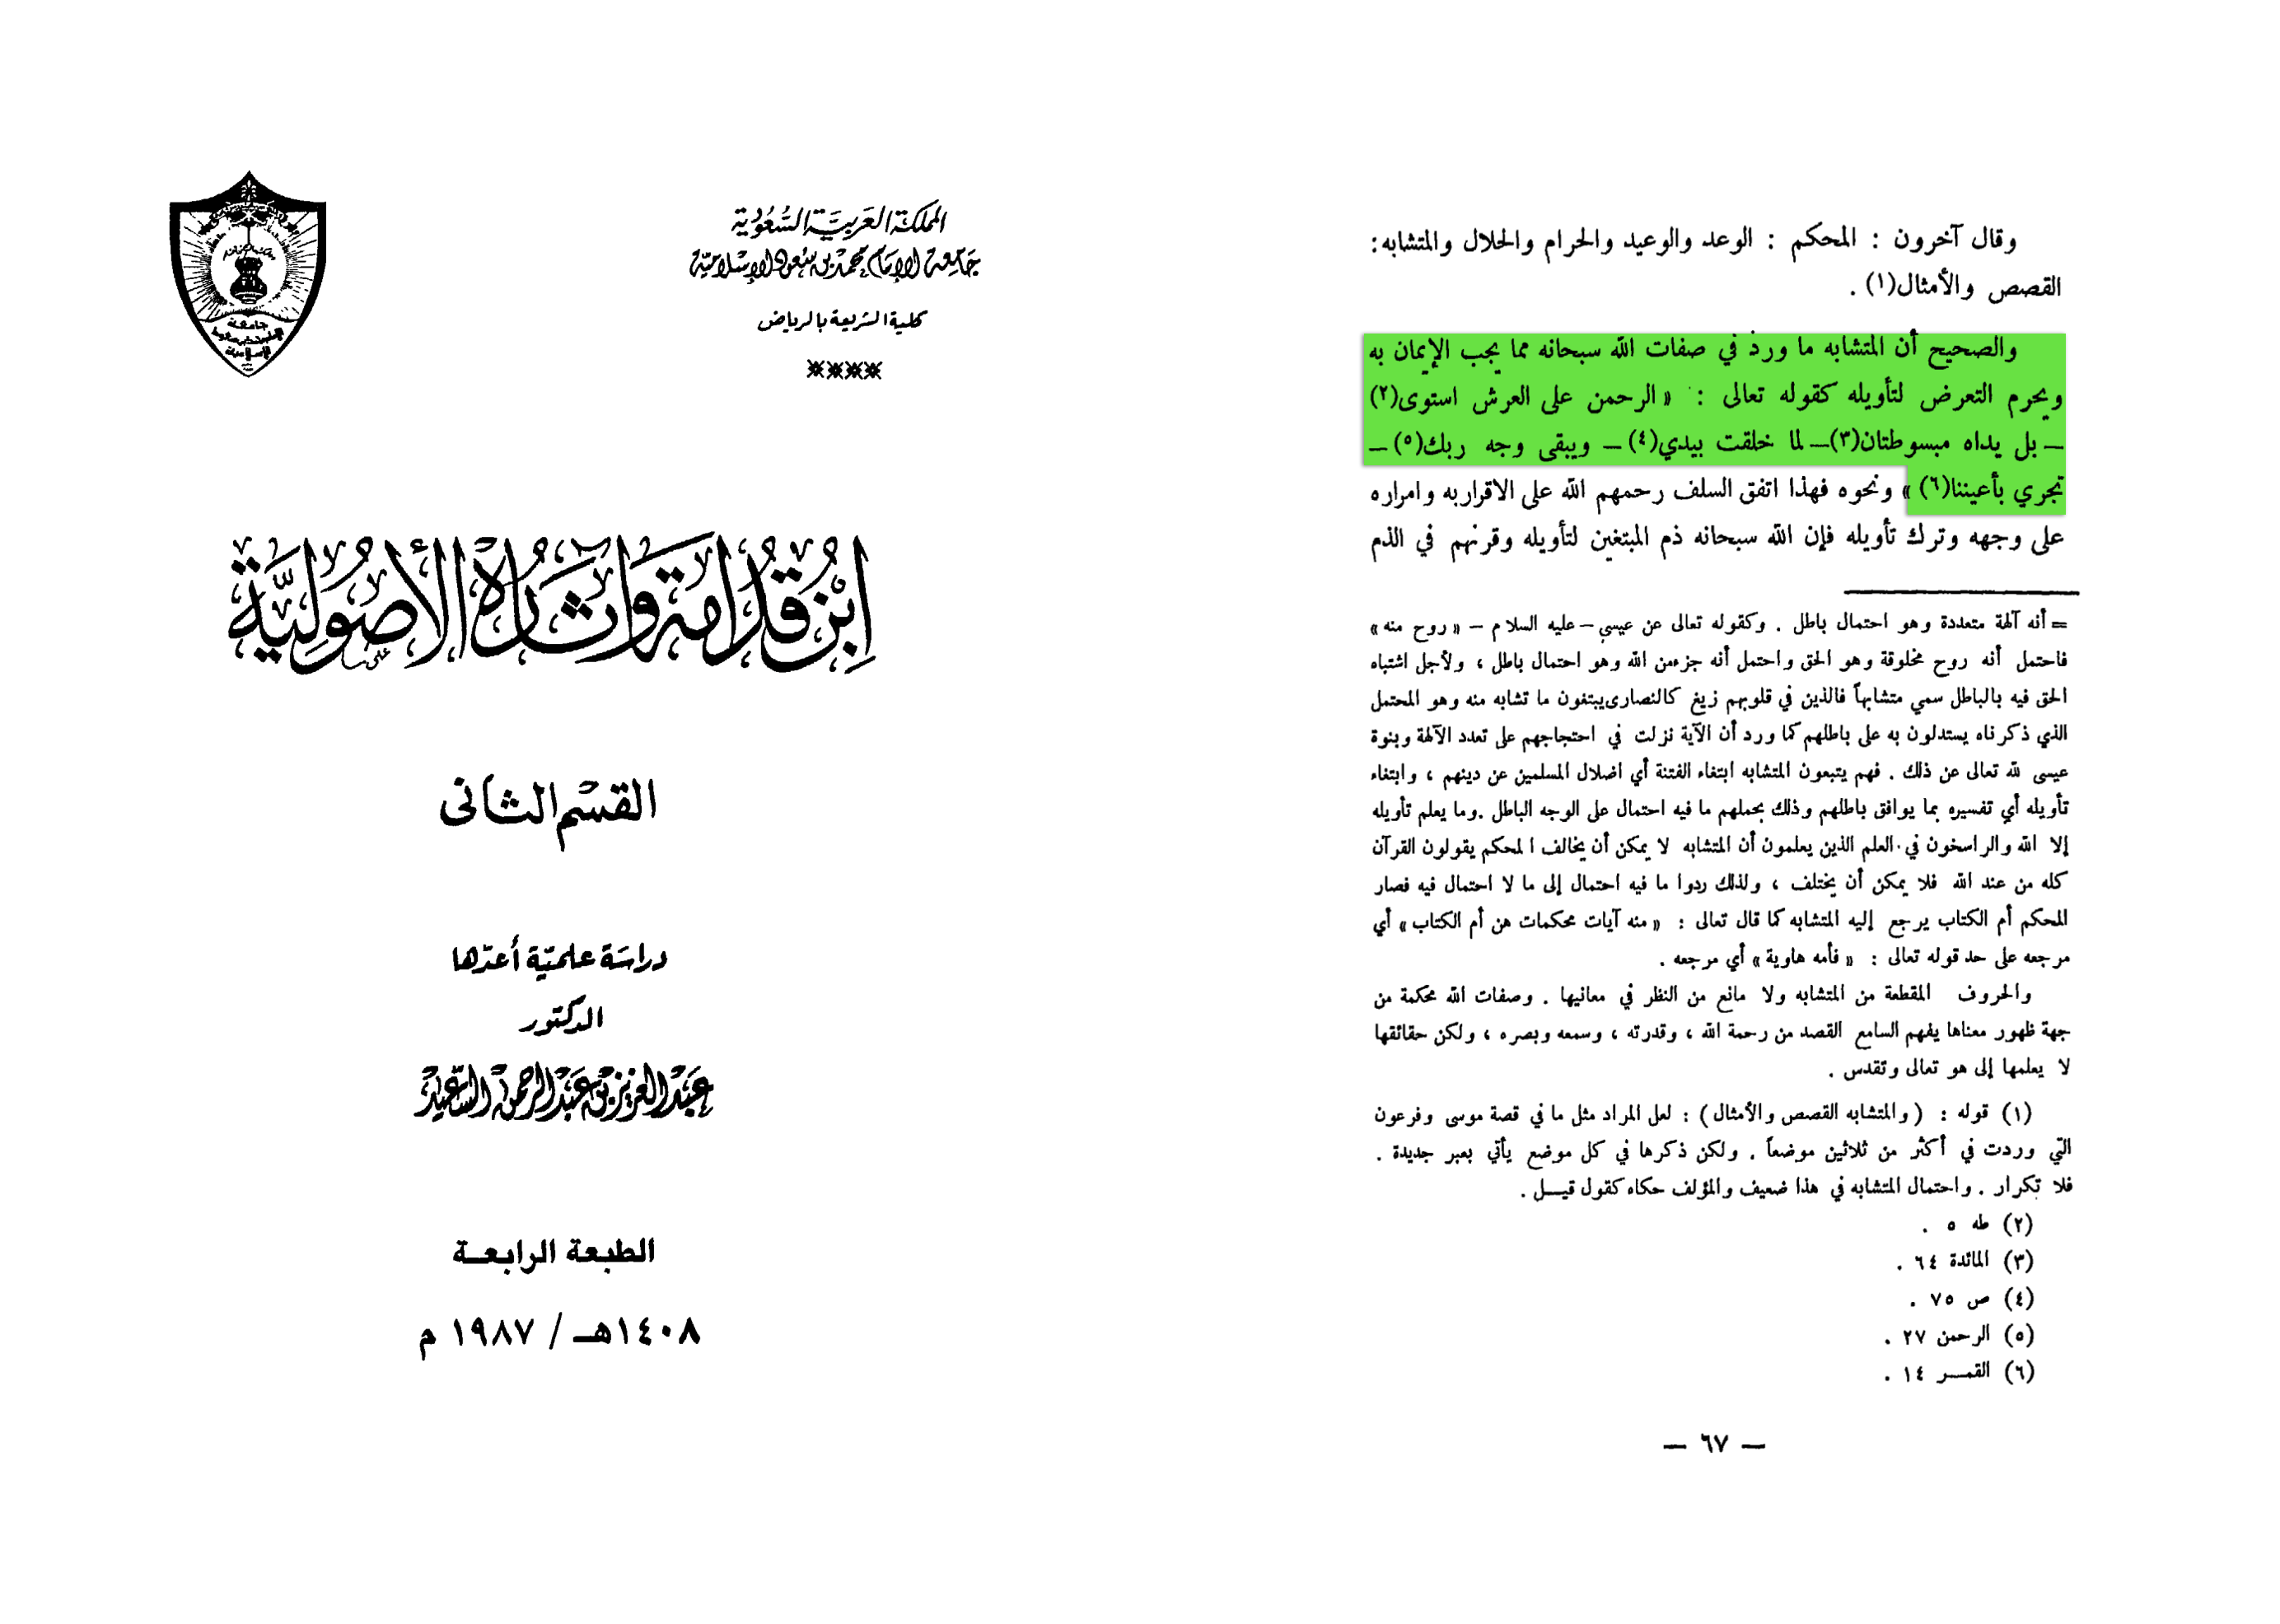 المملكة العربية السعودية
جامعة الإمام محمد بن سعود الإسلامية
كلية الشريعة بالرياض
ابن قدامة وآثاره الأصولية
القسم الثاني
دراسة علمية أعدها
الدكتور
عبد العزيز بن عبد الرحمن السعيد
الطبعة الرابعـة
١٤٠٨هـ / ١٩٨٧ م
وقال آخرون : المحكم : الوعد والوعيد والحرام والحلال والمتشابه :
القصص والأمثال(١) .
والصحيح أن المتشابه ما ورد في صفات الله سبحانه مما يجب الإيمان به
ويحرم التعرض لتأويله كقوله تعالى : « الرحمن على العرش استوى(٢)
ــ بل يداه مبسوطتان(٣)ــ لما خلقت بيدي(٤) ــ ويبقى وجه ربك(٥) ــ
تجري بأعيننا(٦) » ونحوه فهذا اتفق السلف رحمهم الله على الاقرار به وامراره
على وجهه وترك تأويله فإن الله سبحانه ذم المبتغين لتأويله وقرنهم في الذم
= أنه آلهة متعددة وهو احتمال باطل . وكقوله تعالى عن عيسى – عليه السلام – « روح منه »
فاحتمل أنه روح مخلوقة وهو الحق واحتمل أنه جزء من الله وهو احتمال باطل ، ولأجل اشتباه
الحق فيه بالباطل سمي متشابهاً فالذين في قلوبهم زيغ كالنصارى يبتغون ما تشابه منه وهو المحتمل
الذي ذكرناه يستدلون به على باطلهم كما ورد أن الآية نزلت في احتجاجهم على تعدد الآلهة وبنوة
عيسى لله تعالى عن ذلك . فهم يتبعون المتشابه ابتغاء الفتنة أي اضلال المسلمين عن دينهم ، وابتغاء
تأويله أي تفسيره بما يوافق باطلهم وذلك بحملهم ما فيه احتمال على الوجه الباطل . وما يعلم تأويله
إلا الله والراسخون في العلم الذين يعلمون أن المتشابه لا يمكن أن يخالف المحكم يقولون القرآن
كله من عند الله فلا يمكن أن يختلف ، ولذلك ردوا ما فيه احتمال إلى ما لا احتمال فيه فصار
المحكم أم الكتاب يرجع إليه المتشابه كما قال تعالى : « منه آيات محكمات هن أم الكتاب » أي
مرجعه على حد قوله تعالى : « فأمه هاوية » أي مرجعه .
والحروف المقطعة من المتشابه ولا مانع من النظر في معانيها . وصفات الله محكمة من
جهة ظهور معناها يفهم السامع القصد من رحمة الله ، وقدرته ، وسمعه وبصره ، ولكن حقائقها
لا يعلمها إلى هو تعالى وتقدس .
(١) قوله : ( والمتشابه القصص والأمثال ) : لعل المراد مثل ما في قصة موسى وفرعون
التي وردت في أكثر من ثلاثين موضعاً . ولكن ذكرها في كل موضع يأتي بعبر جديدة .
فلا تكرار . واحتمال المتشابه في هذا ضعيف والمؤلف حكاه كقول قيـل .
(٢) طه ٥ .
(٣) المائدة ٦٤ .
(٤) ص ٧٥ .
(٥) الرحمن ٢٧ .
(٦) القمـر ١٤ .
— ٦٧ —